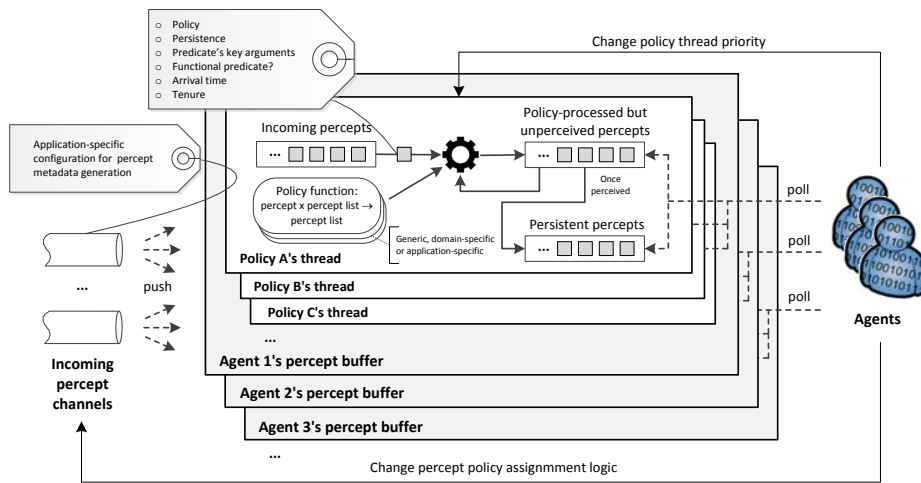 Policy
Persistence
Predicate's key arguments
Functional predicate?
Arrival time
Tenure
Change policy thread priority
Application-specific
configuration for percept
metadata generation
Incoming percepts
...
Policy-processed but
unperceived percepts
...
Once
perceived
Policy function:
percept x percept list →
percept list
Generic, domain-specific
or application-specific
Persistent percepts
...
Policy A's thread
Policy B's thread
Policy C's thread
...
Agent 1's percept buffer
Agent 2's percept buffer
Agent 3's percept buffer
...
...
push
Incoming
percept
channels
poll
poll
poll
Agents
Change percept policy assignmment logic